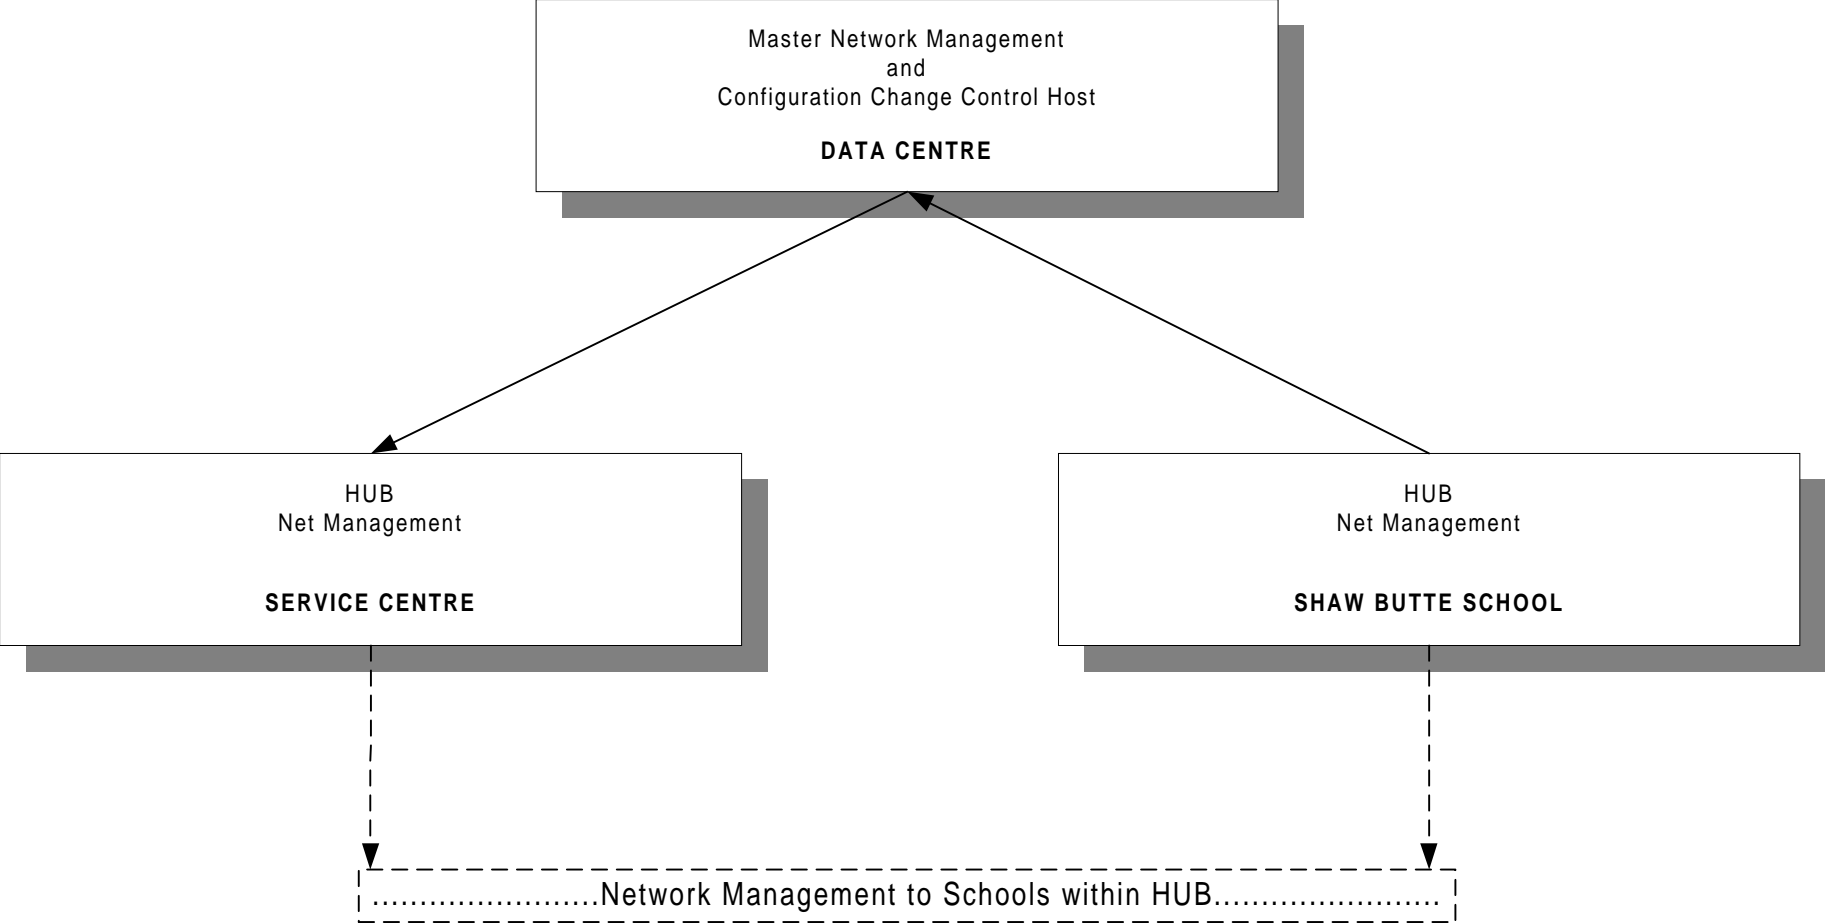 Master Network Management
and
Configuration Change Control Host
DATA CENTRE
HUB
Net Management
SERVICE CENTRE
HUB
Net Management
SHAW BUTTE SCHOOL
........................Network Management to Schools within HUB........................